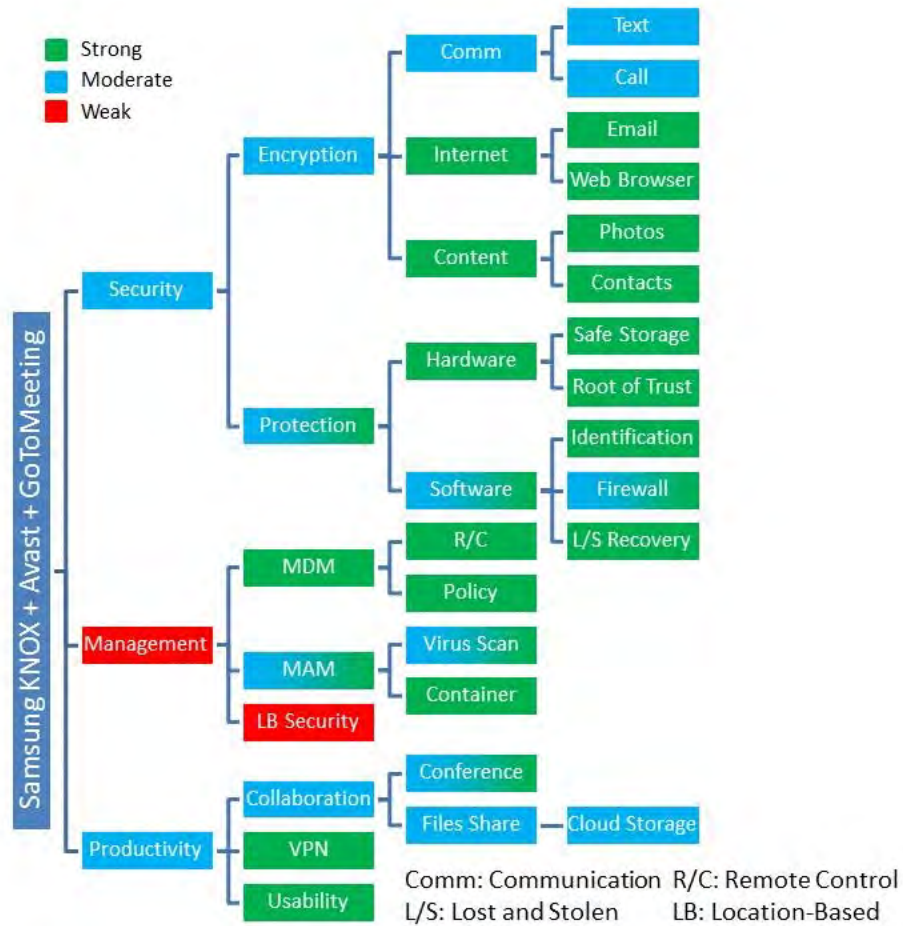 Strong
Moderate
Weak
Samsung KNOX + Avast + GoToMeeting
Security
Encryption
Comm
Text
Call
Internet
Email
Web Browser
Content
Photos
Contacts
Protection
Hardware
Safe Storage
Root of Trust
Software
Identification
Firewall
L/S Recovery
Management
MDM
R/C
Policy
MAM
Virus Scan
Container
LB Security
Productivity
Collaboration
Conference
Files Share
Cloud Storage
VPN
Usability
Comm: Communication R/C: Remote Control
L/S: Lost and Stolen LB: Location-Based